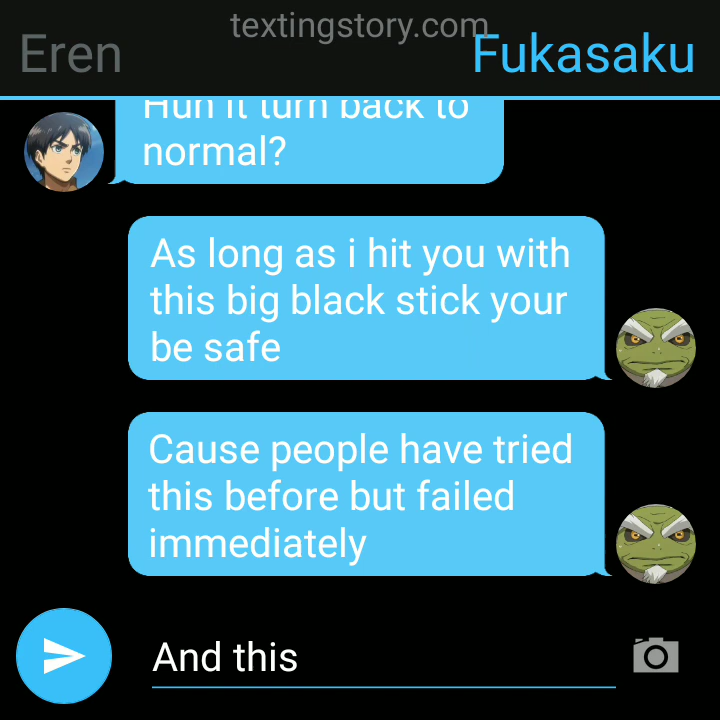 textingstory.com
Eren
Fukasaku
Huh it turn back to
normal?
As long as i hit you with
this big black stick your
be safe
Cause people have tried
this before but failed
immediately
And this